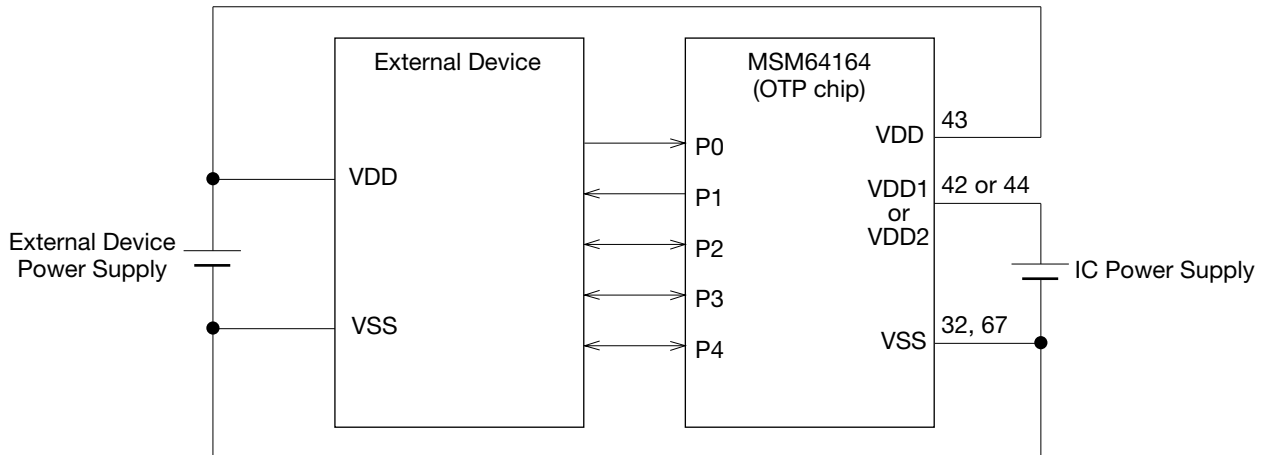 External Device
MSM64164
(OTP chip)
VDD
43
P0
VDD
P1
VDD1
or
VDD2
42 or 44
P2
External Device
Power Supply
IC Power Supply
P3
VSS
P4
VSS
32, 67